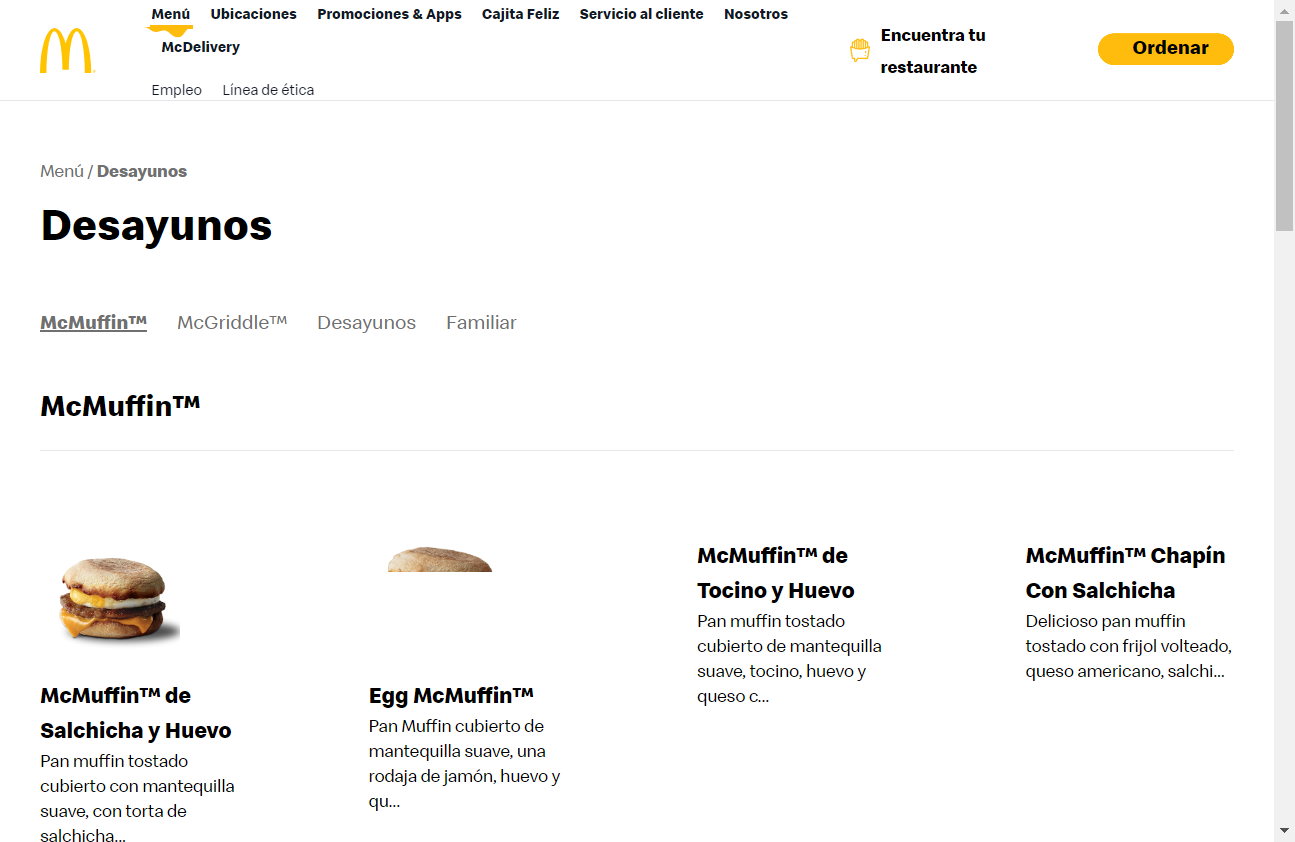 Menú Ubicaciones Promociones & Apps Cajita Feliz Servicio al cliente Nosotros
McDelivery
Empleo Línea de ética
Encuentra tu
restaurante
Ordenar
Menú / Desayunos
Desayunos
McMuffin™ McGriddle™ Desayunos Familiar
McMuffin™
McMuffin™ de
Salchicha y Huevo
Pan muffin tostado
cubierto con mantequilla
suave, con torta de
salchicha...
Egg McMuffin™
Pan Muffin cubierto de
mantequilla suave, una
rodaja de jamón, huevo y
qu...
McMuffin™ de
Tocino y Huevo
Pan muffin tostado
cubierto de mantequilla
suave, tocino, huevo y
queso c...
McMuffin™ Chapín
Con Salchicha
Delicioso pan muffin
tostado con frijol volteado,
queso americano, salchi...